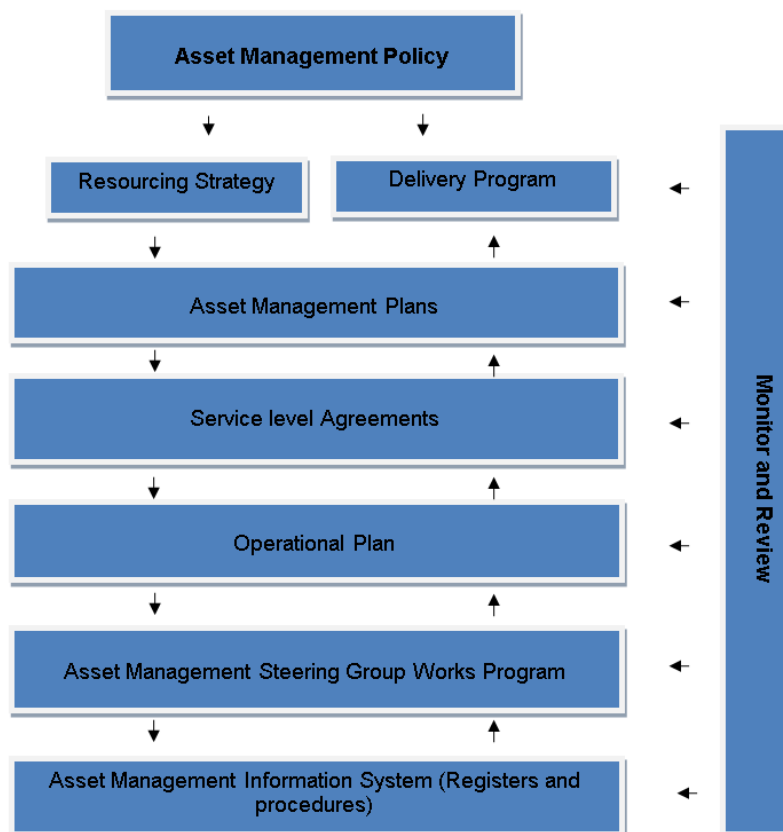 Asset Management Policy
Resourcing Strategy
Delivery Program
Asset Management Plans
Service level Agreements
Operational Plan
Asset Management Steering Group Works Program
Asset Management Information System (Registers and
procedures)
Monitor and Review